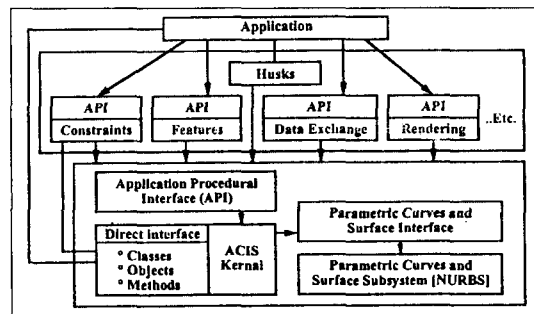 Application
Husks
API
Constraints
API
Features
API
Data Exchange
API
Rendering
..Etc.
Application Procedural
Interface (API)
Direct interface
° Classes
° Objects
° Methods
ACIS
Kernal
Parametric Curves and
Surface Interface
Parametric Curves and
Surface Subsystem [NURBS]